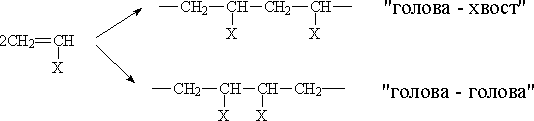 —CH₂—CH—CH₂—CH— "голова - хвост"
X X
2CH₂=CH
X
—CH₂—CH—CH—CH₂— "голова - голова"
X X